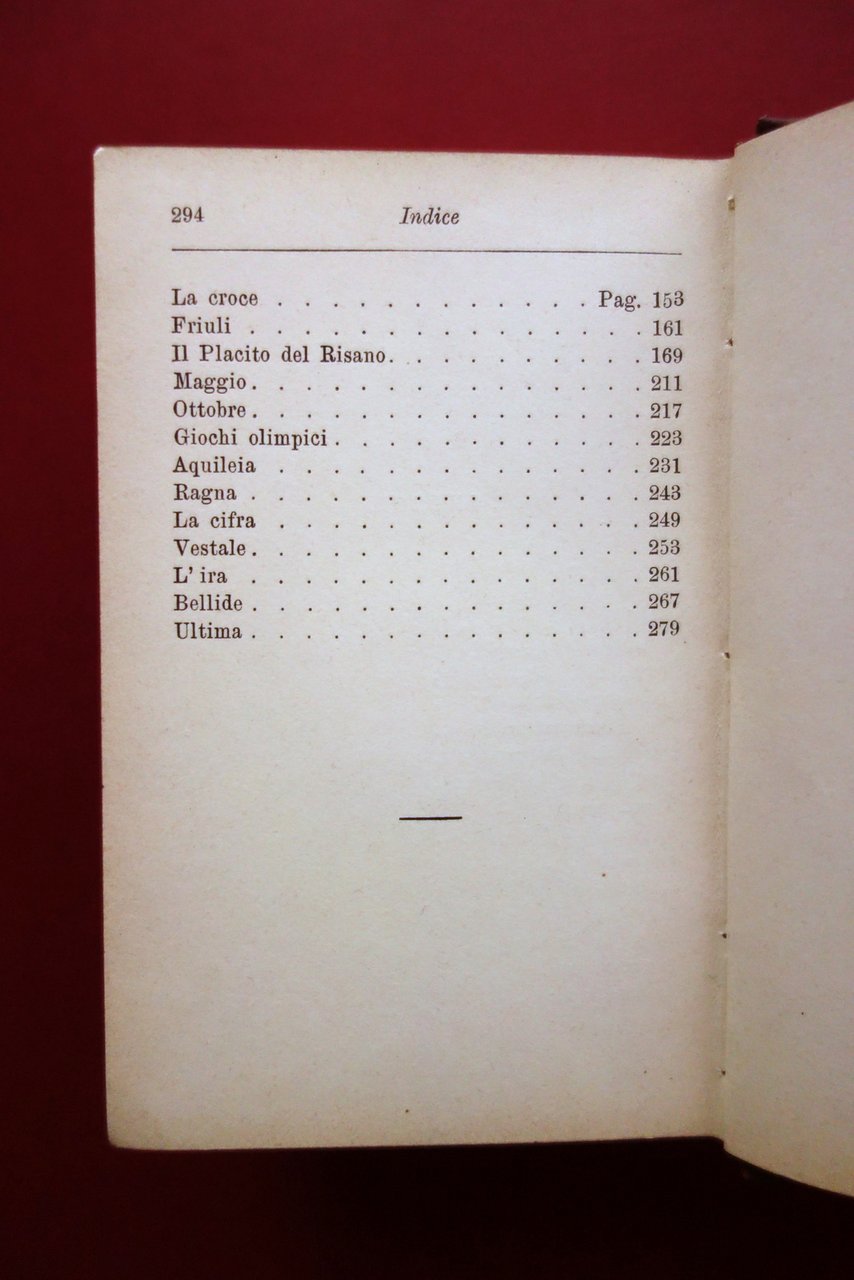 294 Indice
La croce . . . . . . . . . . . . Pag. 153
Friuli . . . . . . . . . . . . . . . 161
Il Placito del Risano. . . . . . . . . . 169
Maggio. . . . . . . . . . . . . . . 211
Ottobre. . . . . . . . . . . . . . . 217
Giochi olimpici . . . . . . . . . . . . 223
Aquileia . . . . . . . . . . . . . . 231
Ragna . . . . . . . . . . . . . . . 243
La cifra . . . . . . . . . . . . . . 249
Vestale. . . . . . . . . . . . . . . 253
L' ira . . . . . . . . . . . . . . . 261
Bellide . . . . . . . . . . . . . . . 267
Ultima . . . . . . . . . . . . . . . 279